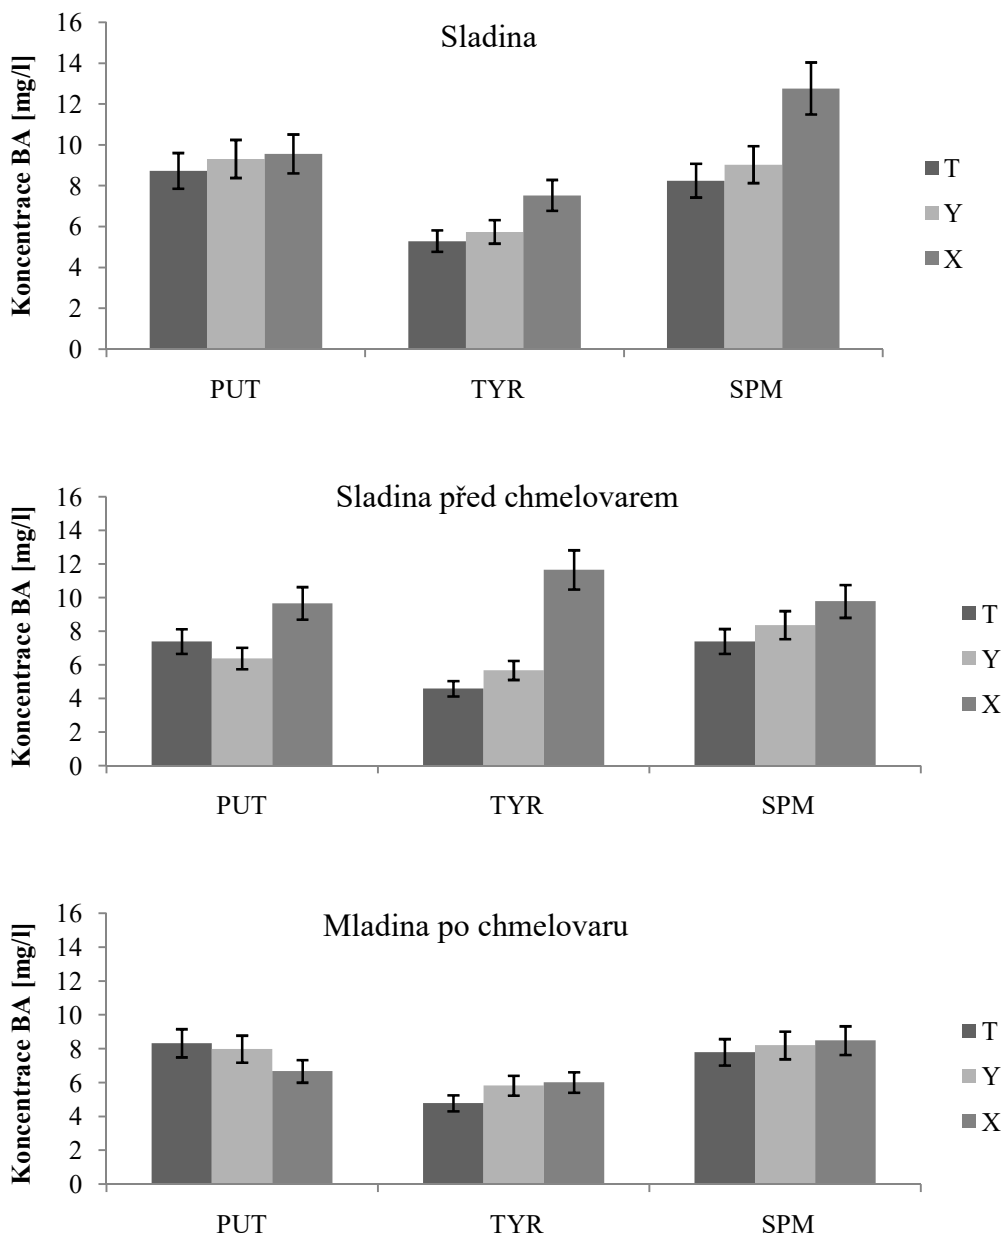 Sladina
Koncentrace BA [mg/l]
16
14
12
10
8
6
4
2
0
PUT TYR SPM
T
Y
X
Sladina před chmelovarem
Koncentrace BA [mg/l]
16
14
12
10
8
6
4
2
0
PUT TYR SPM
T
Y
X
Mladina po chmelovaru
Koncentrace BA [mg/l]
16
14
12
10
8
6
4
2
0
PUT TYR SPM
T
Y
X